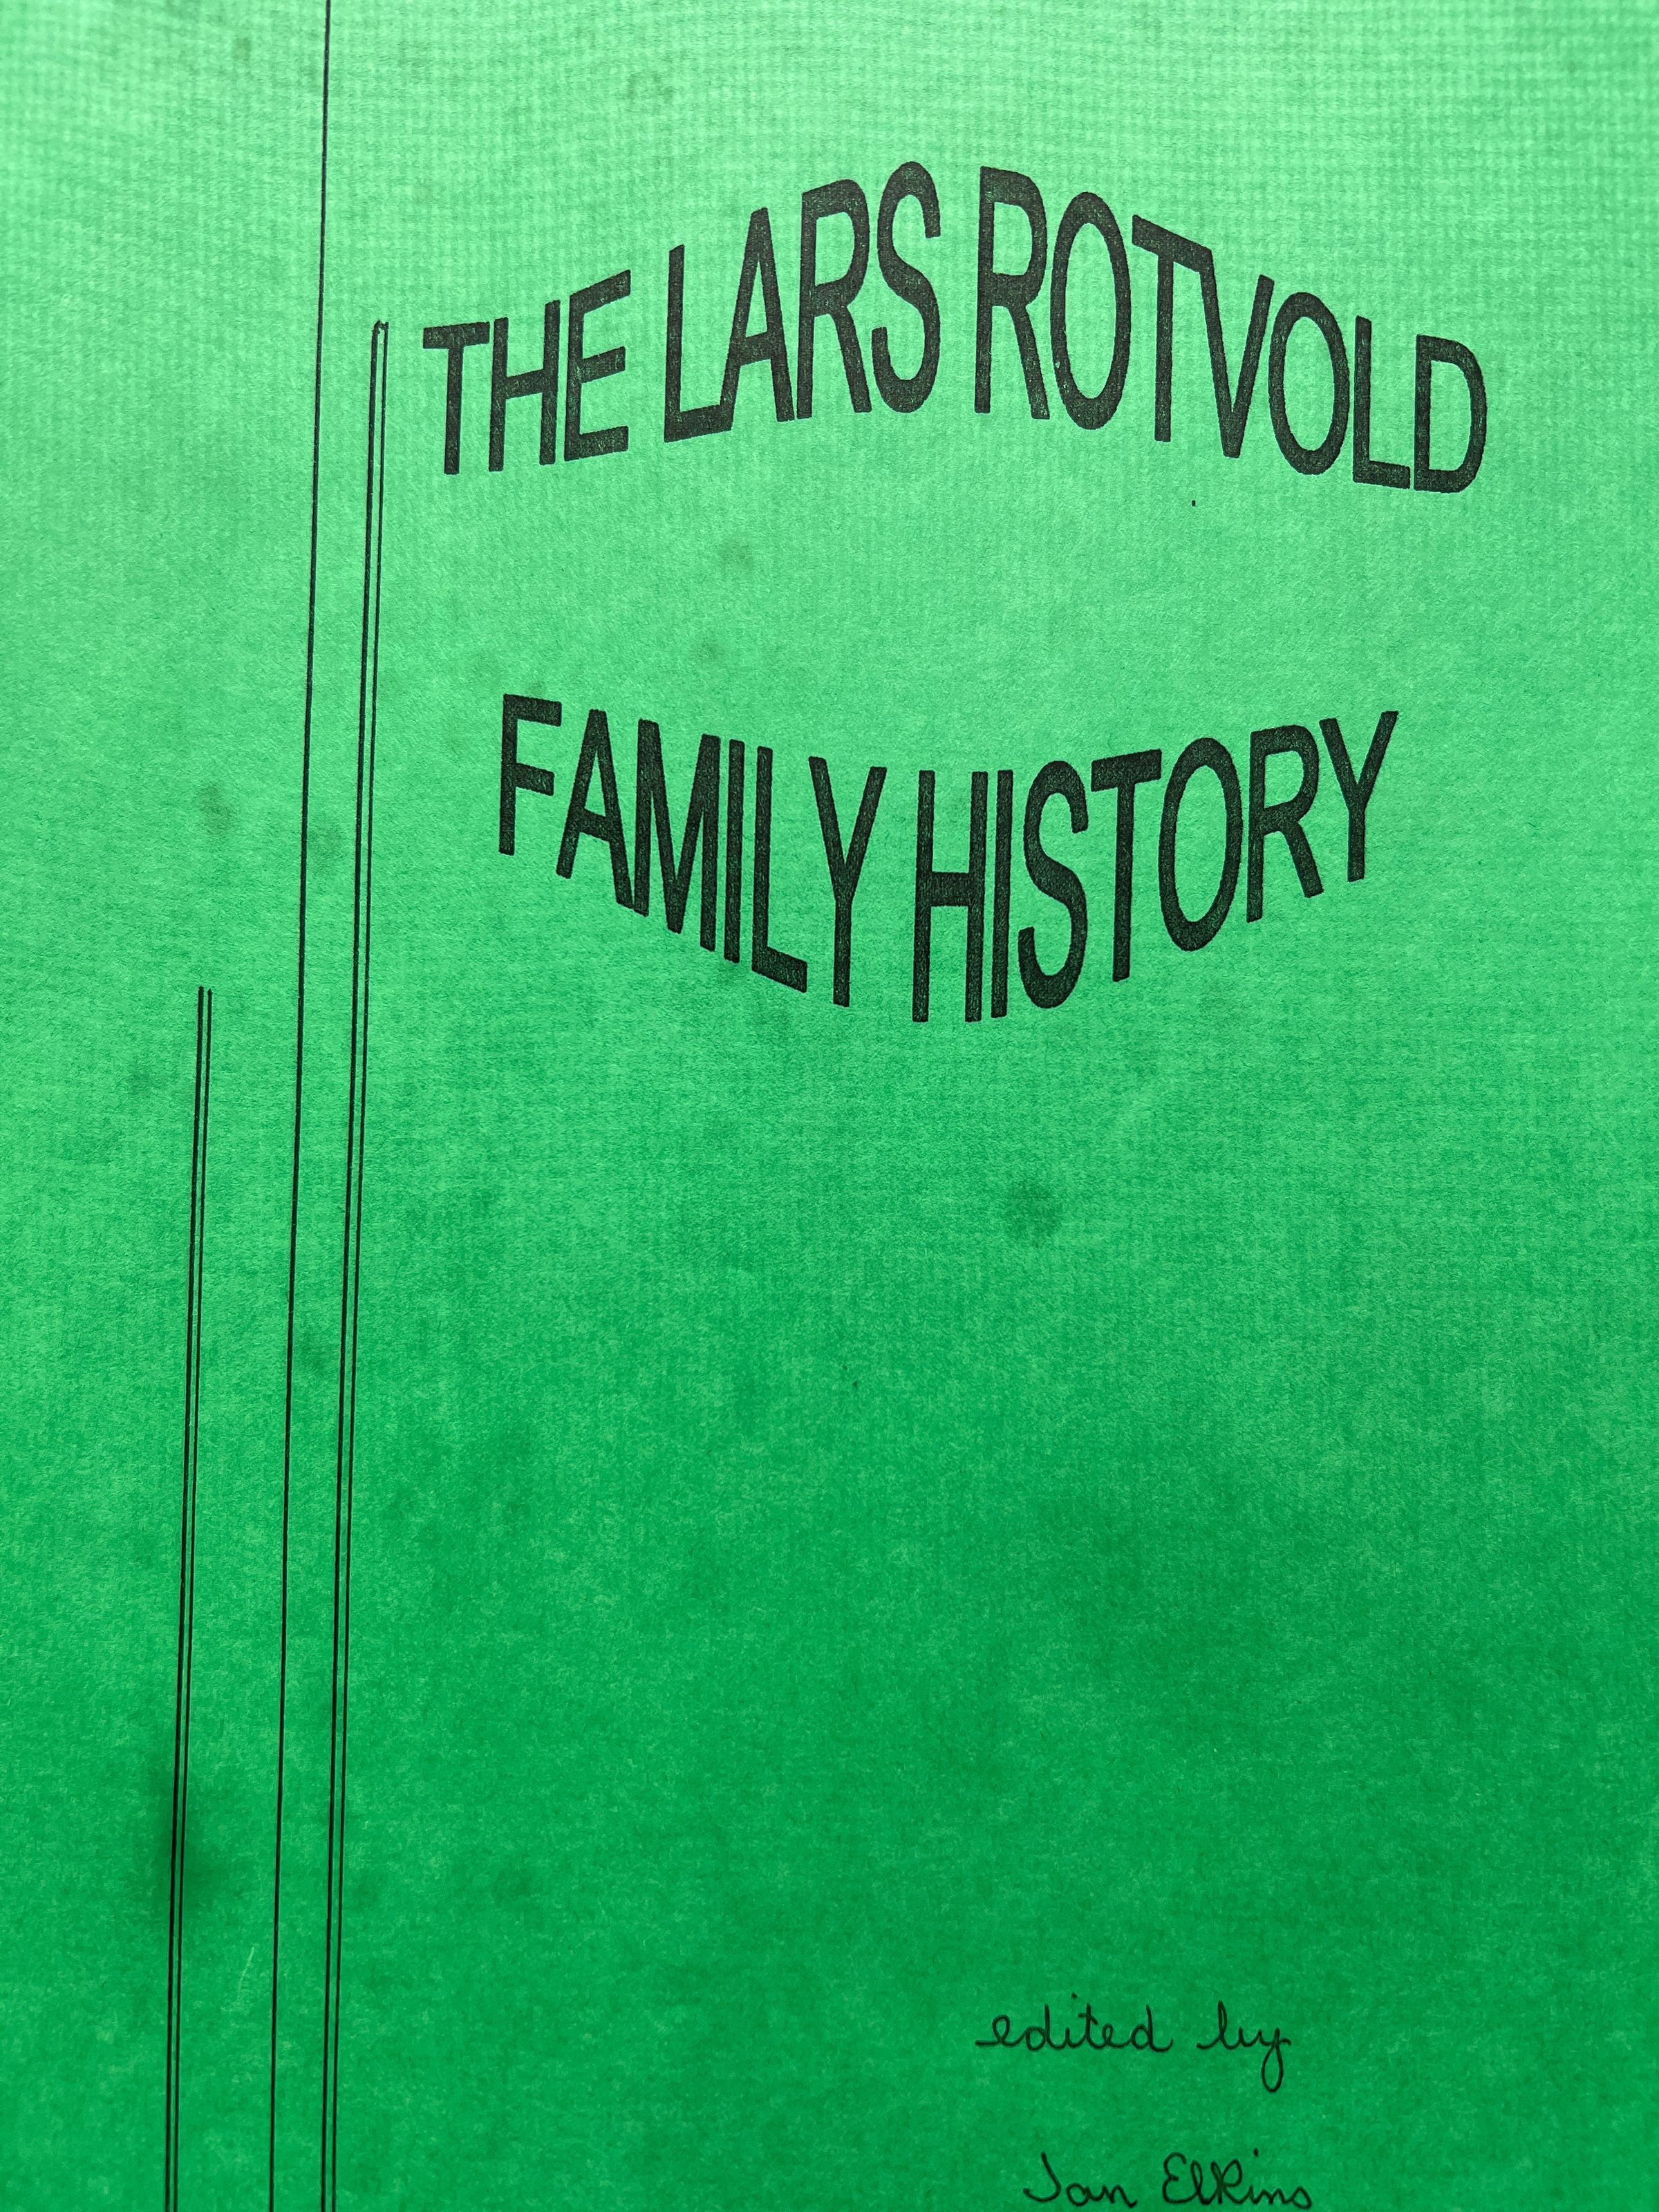 THE LARS ROTVOLD
FAMILY HISTORY
edited by
Jan Elkins